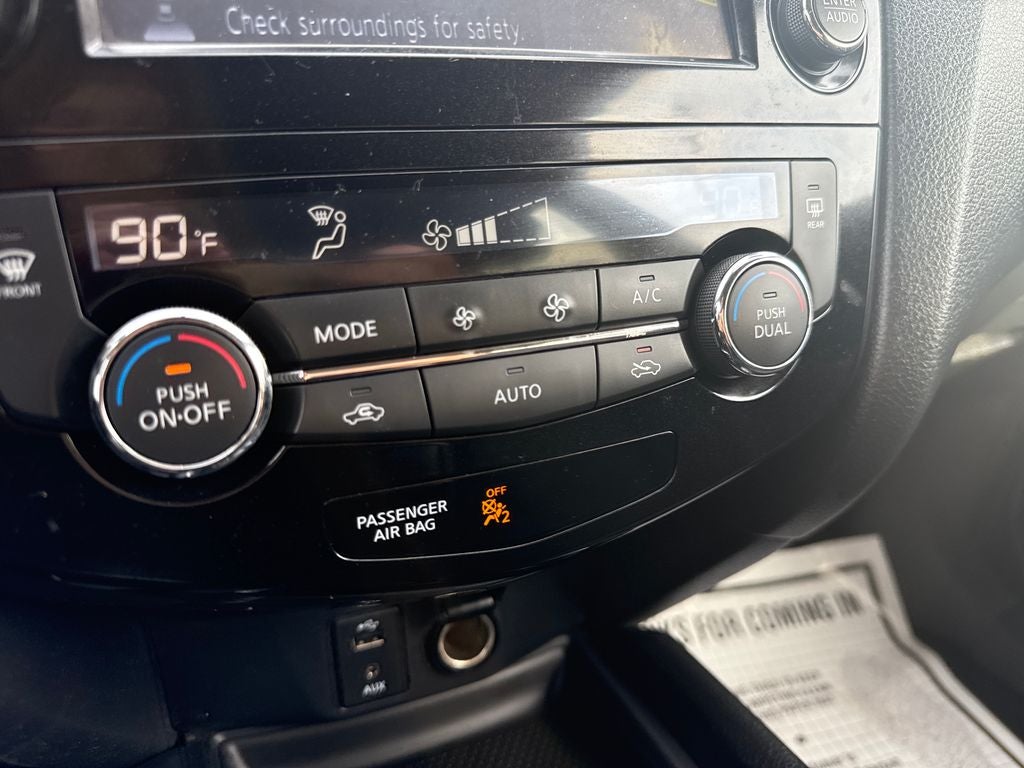 Check surroundings for safety.
ENTER
AUDIO
90°F
90°F
REAR
FRONT
MODE
A/C
PUSH
DUAL
PUSH
ON•OFF
AUTO
PASSENGER
AIR BAG
OFF
2
AUX
FOR COMING IN